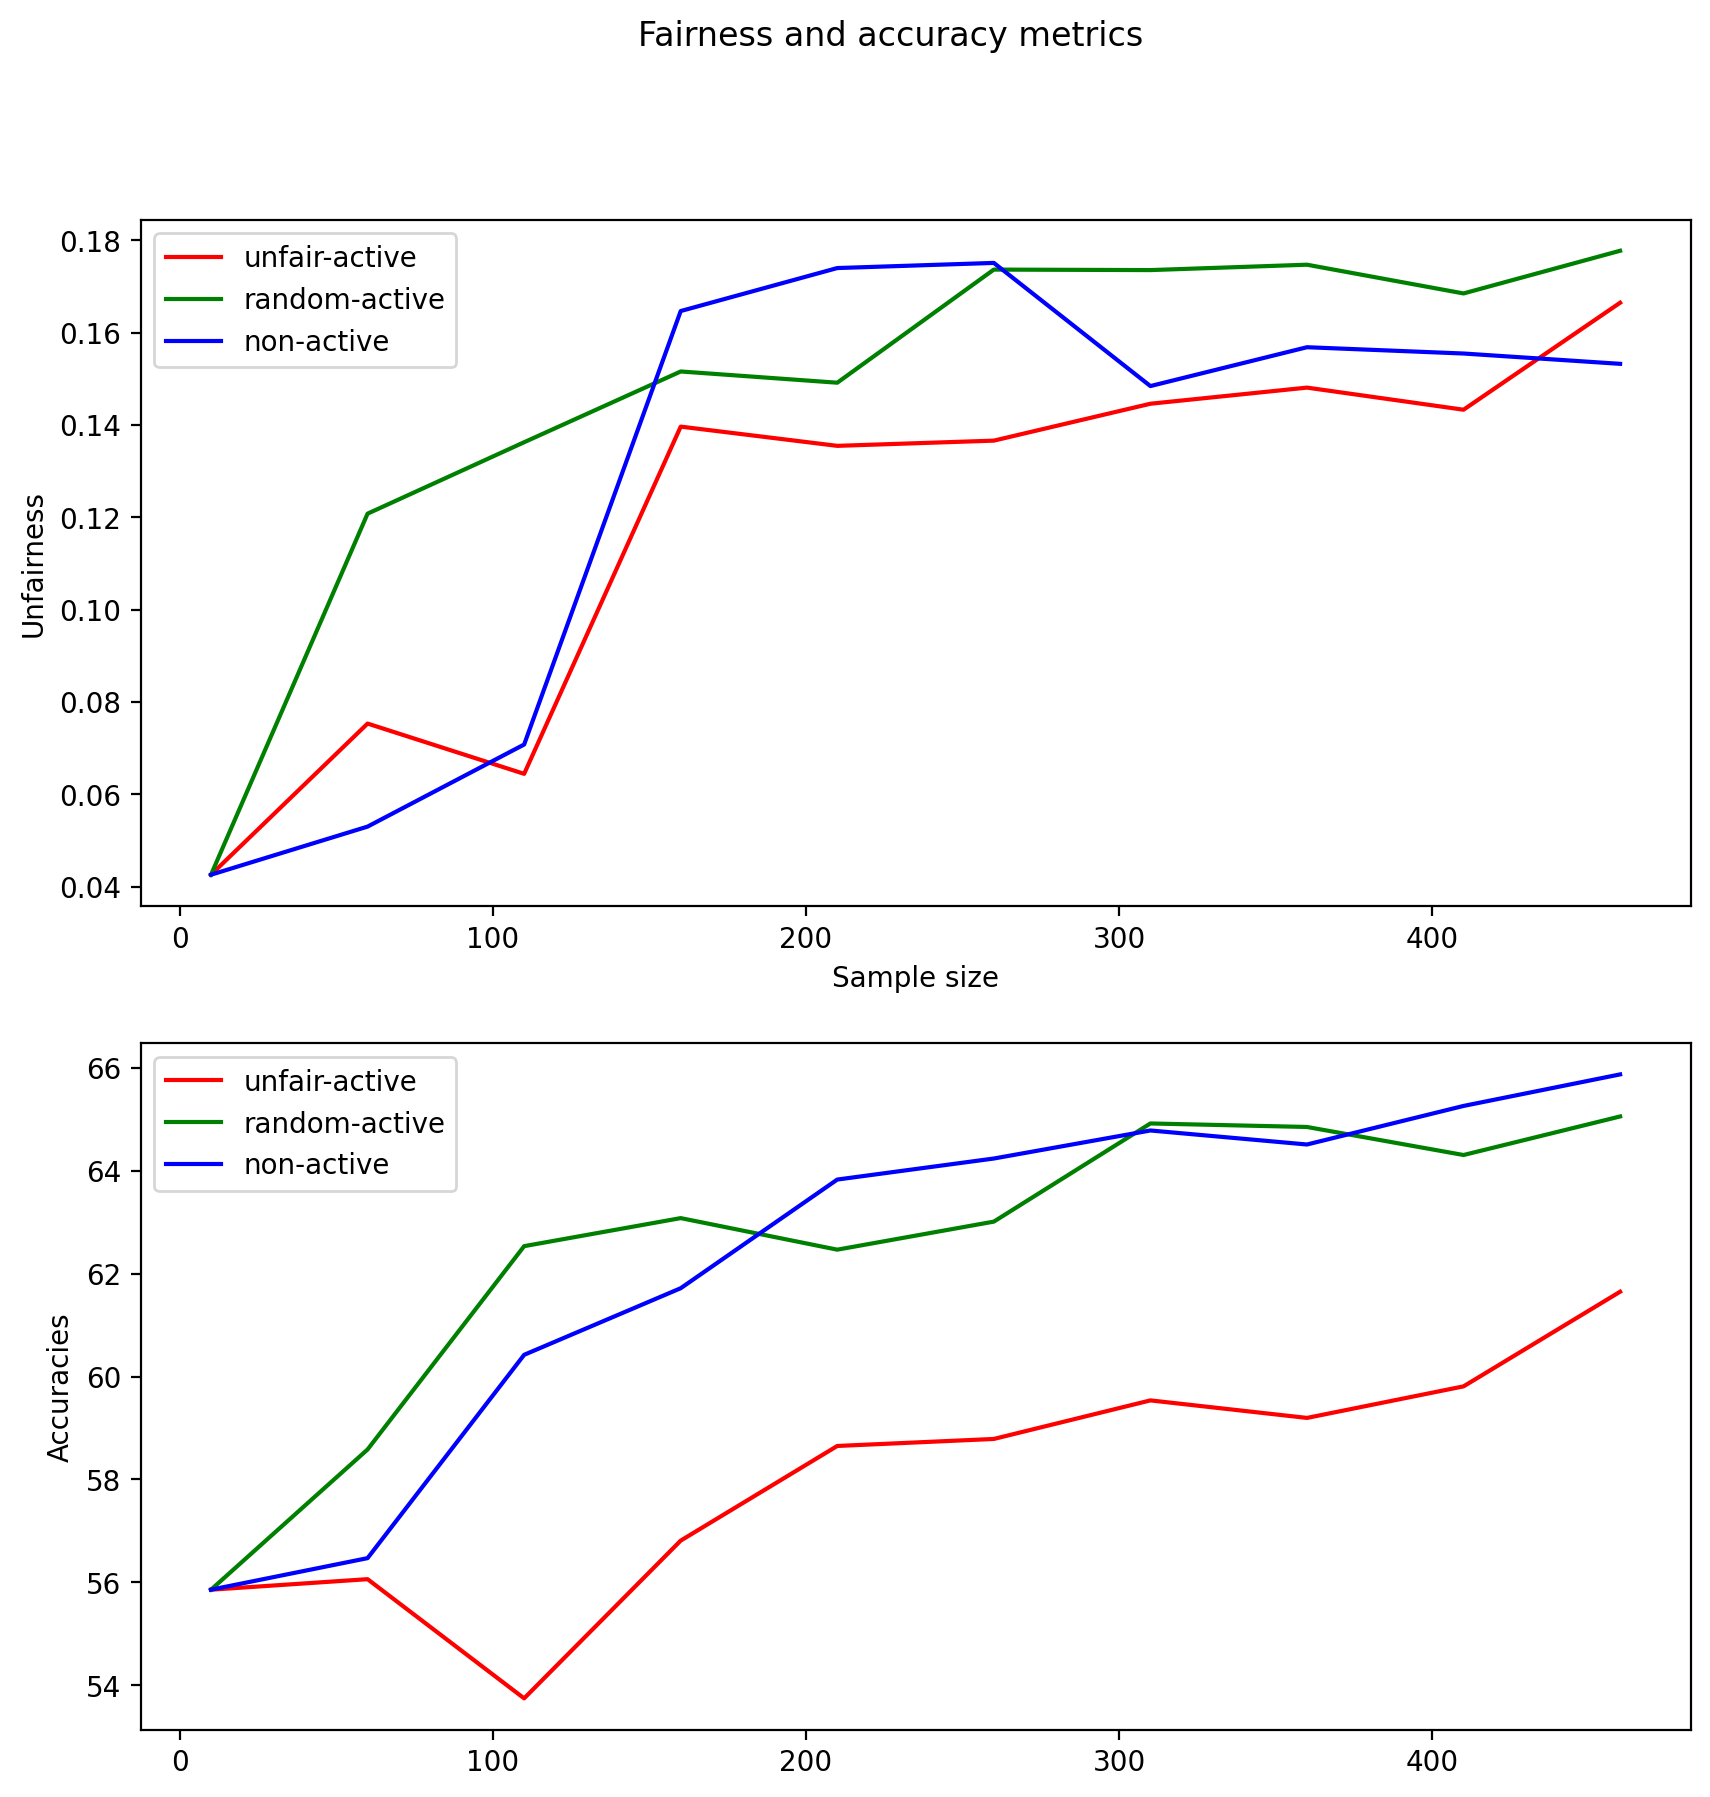 Fairness and accuracy metrics
unfair-active
random-active
non-active
0.18
0.16
0.14
0.12
0.10
0.08
0.06
0.04
Unfairness
0 100 200 300 400
Sample size
unfair-active
random-active
non-active
66
64
62
60
58
56
54
Accuracies
0 100 200 300 400